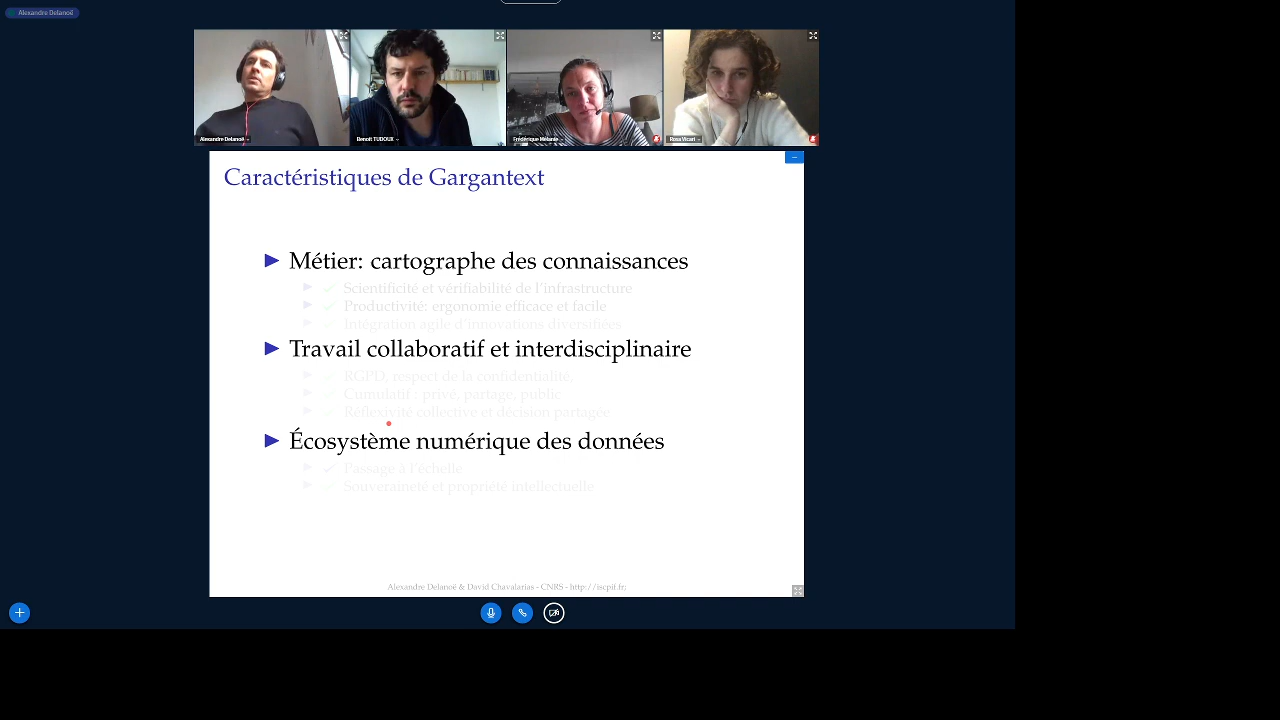 Alexandre Delanoë
Alexandre Delanoë
Benoit TUDOUX
Frédérique Mélanie
Rosa Vicari
Caractéristiques de Gargantext
Métier: cartographe des connaissances
Scientificité et vérifiabilité de l'infrastructure
Productivité: ergonomie efficace et facile
Intégration agile d'innovations diversifiées
Travail collaboratif et interdisciplinaire
RGPD, respect de la confidentialité,
Cumulatif : privé, partage, public
Réflexivité collective et décision partagée
Écosystème numérique des données
Passage à l'échelle
Souveraineté et propriété intellectuelle
Alexandre Delanoë & David Chavalarias - CNRS - http://iscpif.fr;